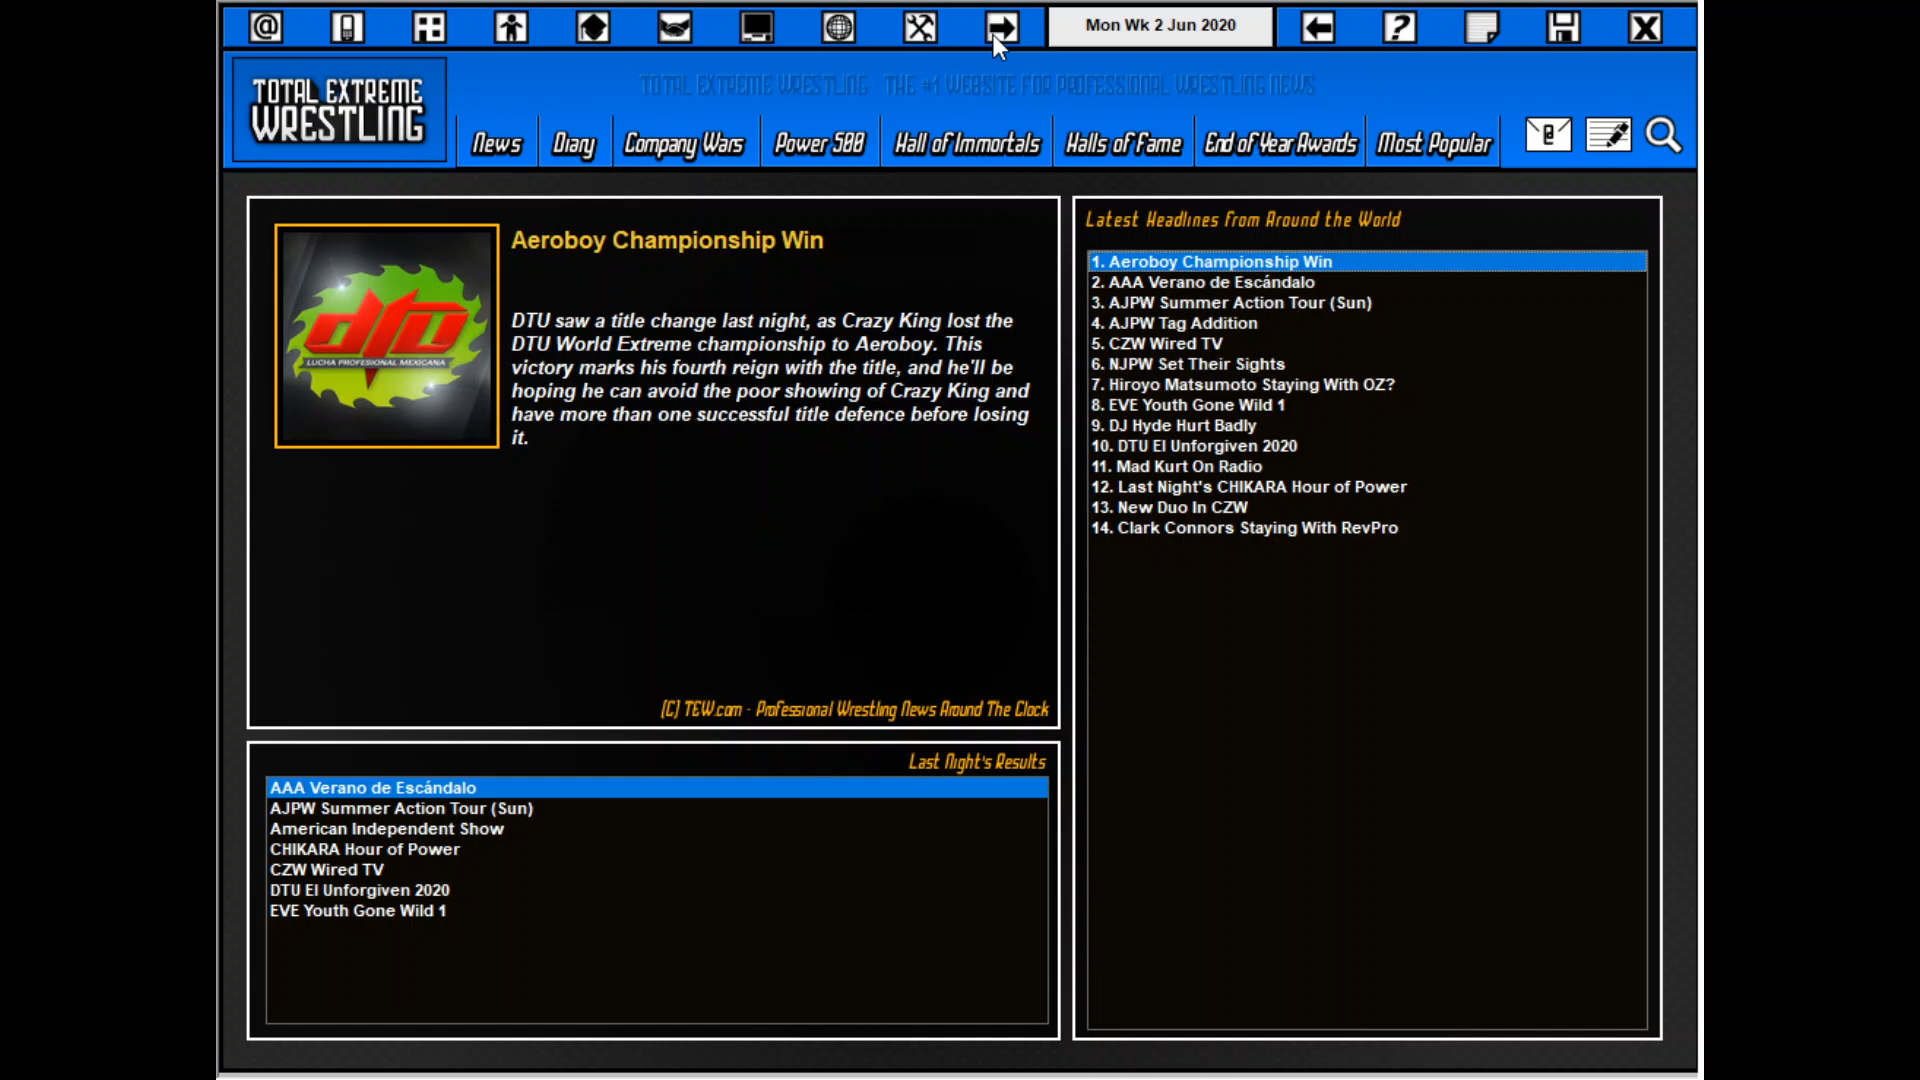 Mon Wk 2 Jun 2020
TOTAL EXTREME WRESTLING
TOTAL EXTREME WRESTLING - THE #1 WEBSITE FOR PROFESSIONAL WRESTLING NEWS
News
Diary
Company Wars
Power 500
Hall of Immortals
Halls of Fame
End of Year Awards
Most Popular
dTU
LUCHA PROFESIONAL MEXICANA
Aeroboy Championship Win
DTU saw a title change last night, as Crazy King lost the
DTU World Extreme championship to Aeroboy. This
victory marks his fourth reign with the title, and he'll be
hoping he can avoid the poor showing of Crazy King and
have more than one successful title defence before losing
it.
(C) TEW.com - Professional Wrestling News Around The Clock
Last Night's Results
AAA Verano de Escándalo
AJPW Summer Action Tour (Sun)
American Independent Show
CHIKARA Hour of Power
CZW Wired TV
DTU El Unforgiven 2020
EVE Youth Gone Wild 1
Latest Headlines From Around the World
1. Aeroboy Championship Win
2. AAA Verano de Escándalo
3. AJPW Summer Action Tour (Sun)
4. AJPW Tag Addition
5. CZW Wired TV
6. NJPW Set Their Sights
7. Hiroyo Matsumoto Staying With OZ?
8. EVE Youth Gone Wild 1
9. DJ Hyde Hurt Badly
10. DTU El Unforgiven 2020
11. Mad Kurt On Radio
12. Last Night's CHIKARA Hour of Power
13. New Duo In CZW
14. Clark Connors Staying With RevPro